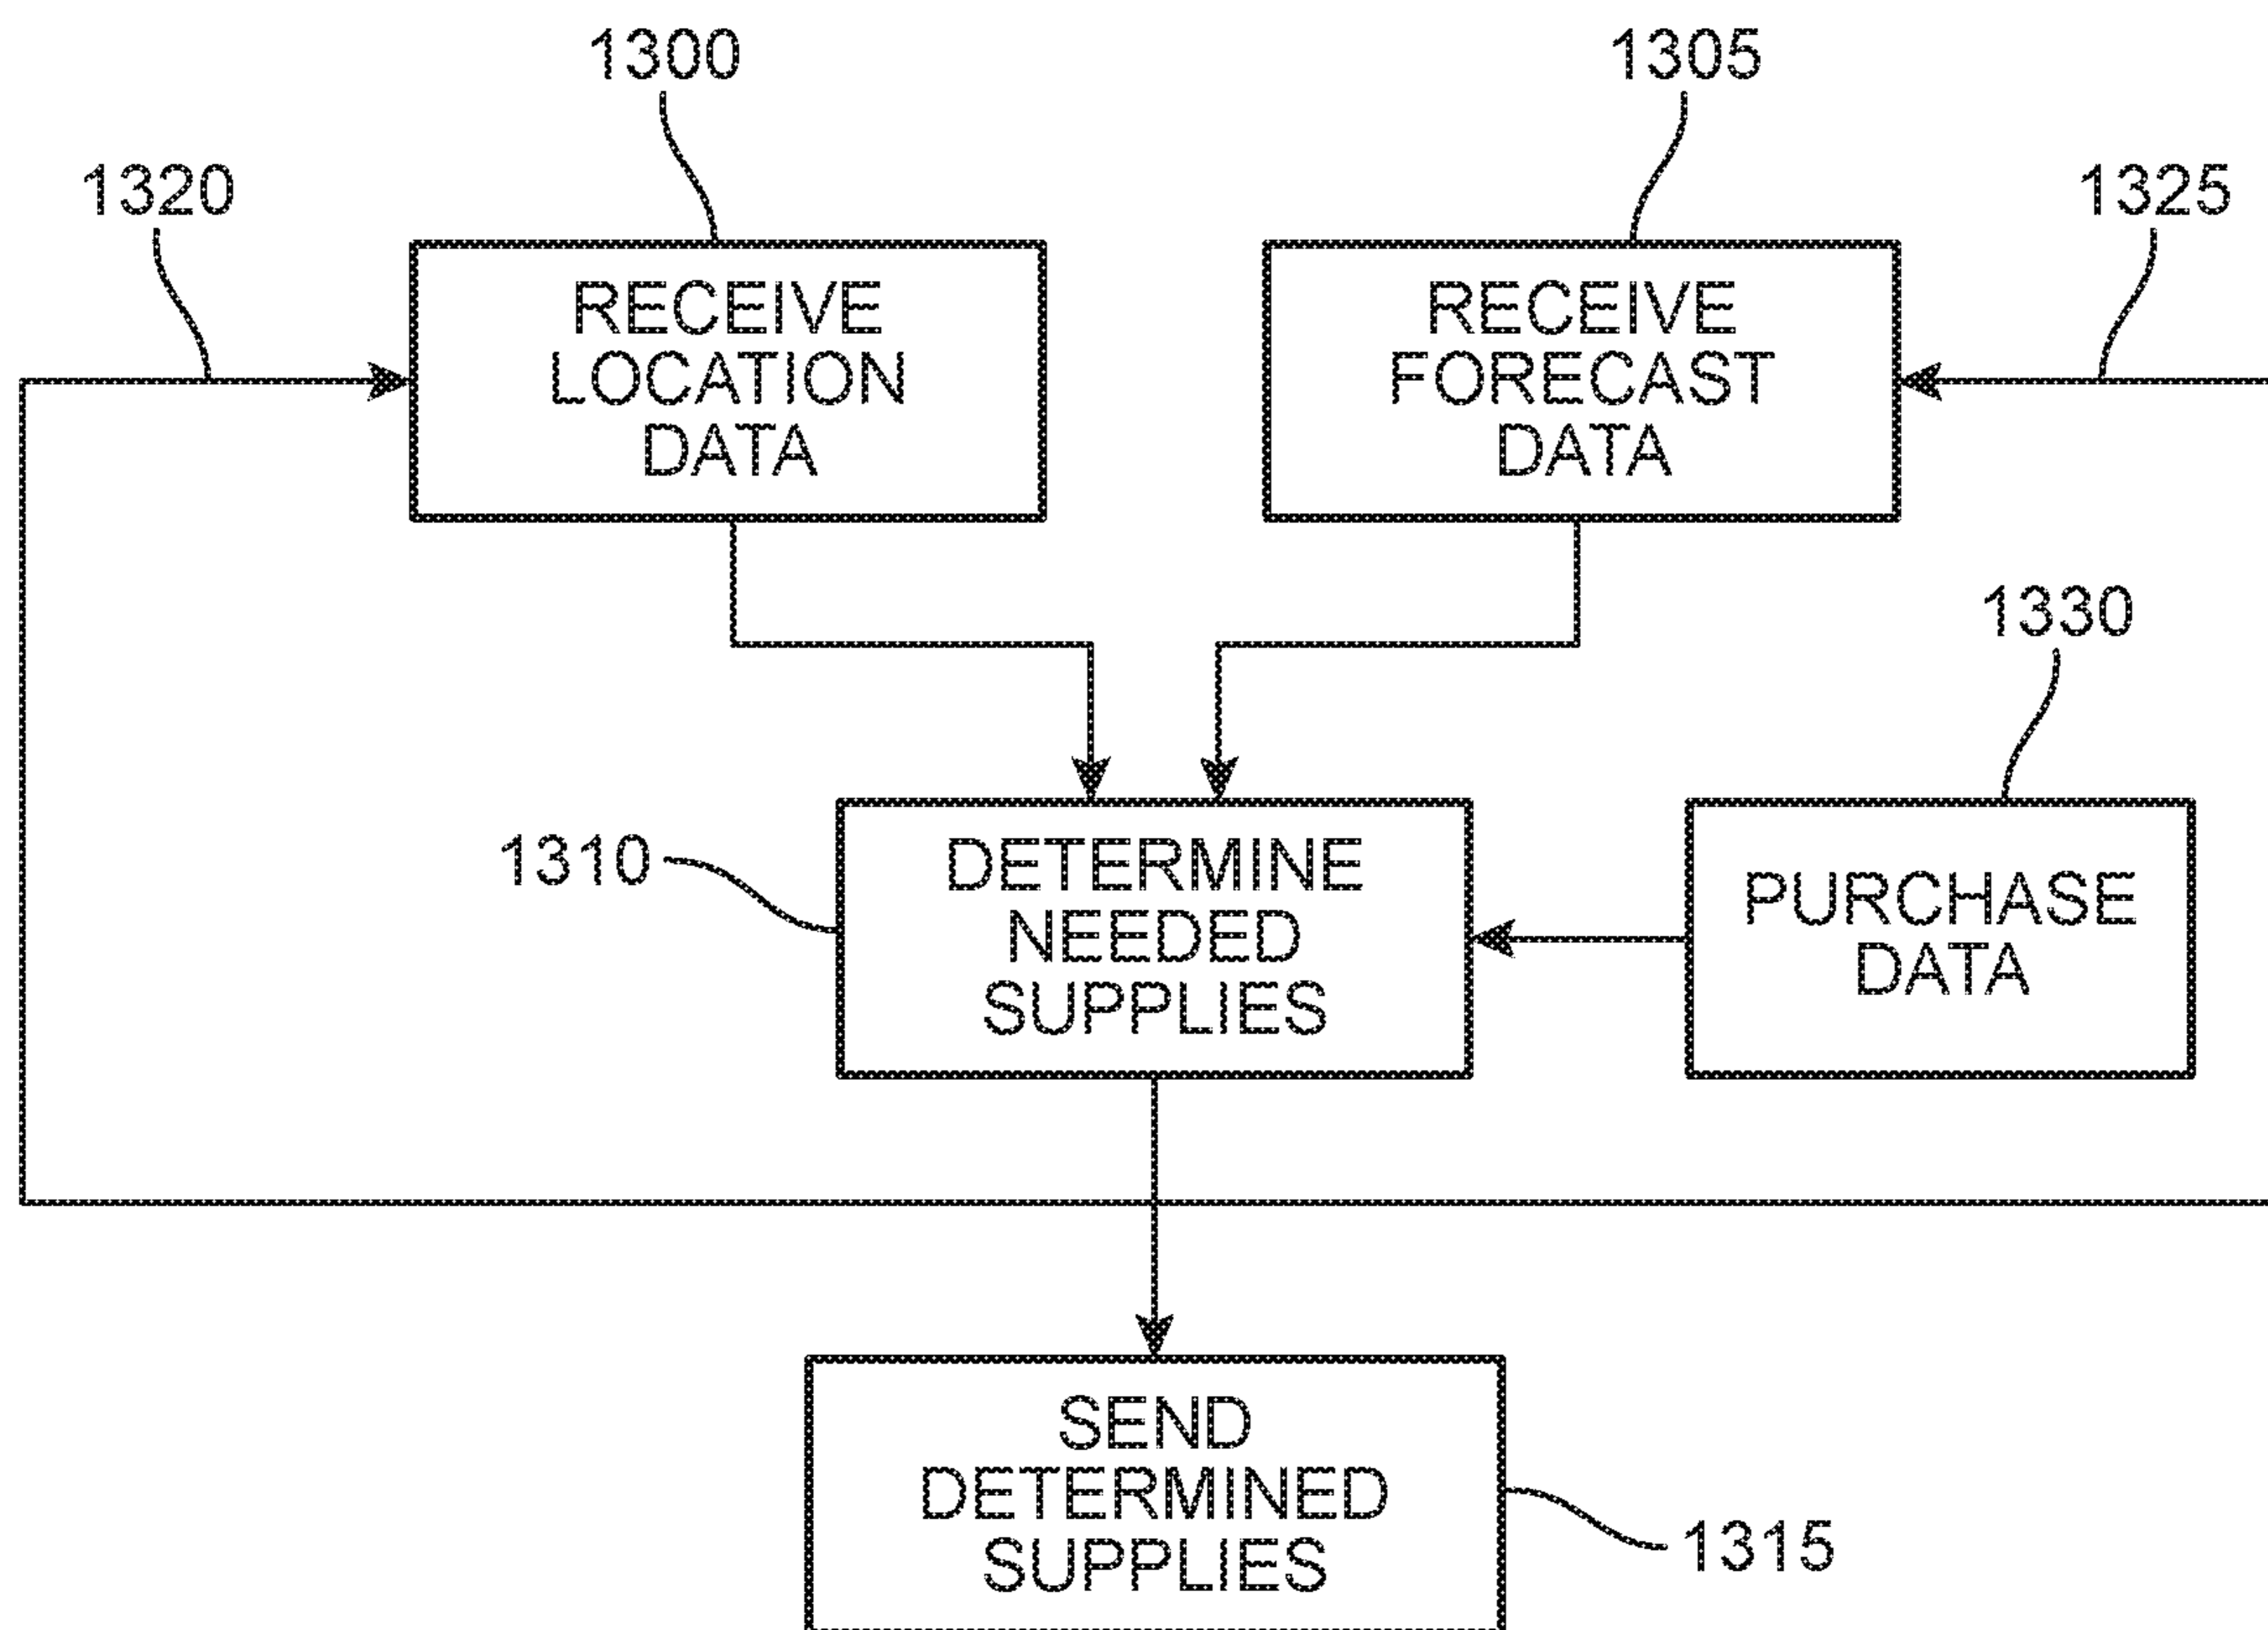 1300
1305
1320
1325
RECEIVE
LOCATION
DATA
RECEIVE
FORECAST
DATA
1330
1310
DETERMINE
NEEDED
SUPPLIES
PURCHASE
DATA
SEND
DETERMINED
SUPPLIES
1315